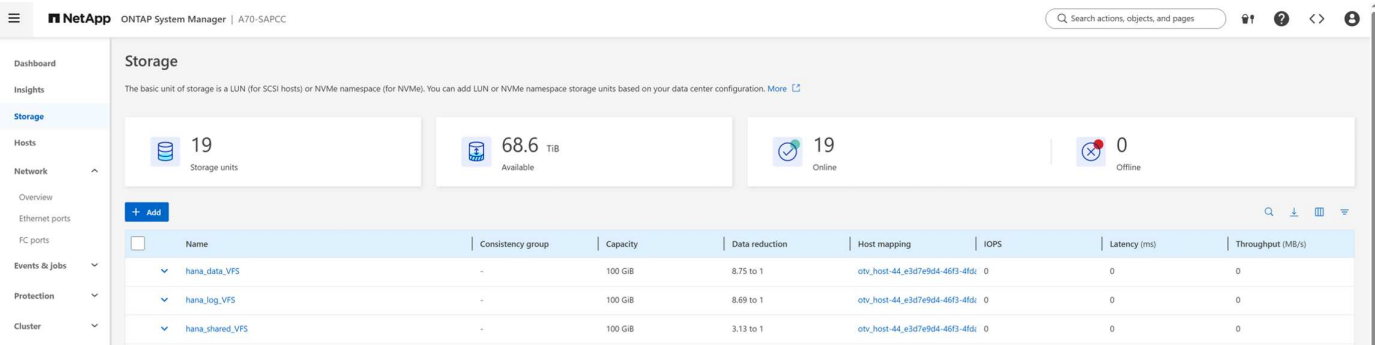 NetApp ONTAP System Manager | A70-SAPCC
Search actions, objects, and pages
Dashboard
Insights
Storage
Hosts
Network
Overview
Ethernet ports
FC ports
Events & jobs
Protection
Cluster
Storage
The basic unit of storage is a LUN (for SCSI hosts) or NVMe namespace (for NVMe). You can add LUN or NVMe namespace storage units based on your data center configuration. More
19
Storage units
68.6 TiB
Available
19
Online
0
Offline
+ Add
Name Consistency group Capacity Data reduction Host mapping IOPS Latency (ms) Throughput (MB/s)
hana_data_VFS - 100 GiB 8.75 to 1 otv_host-44_e3d7e9d4-46f3-4fda 0 0 0
hana_log_VFS - 100 GiB 8.69 to 1 otv_host-44_e3d7e9d4-46f3-4fda 0 0 0
hana_shared_VFS - 100 GiB 3.13 to 1 otv_host-44_e3d7e9d4-46f3-4fda 0 0 0